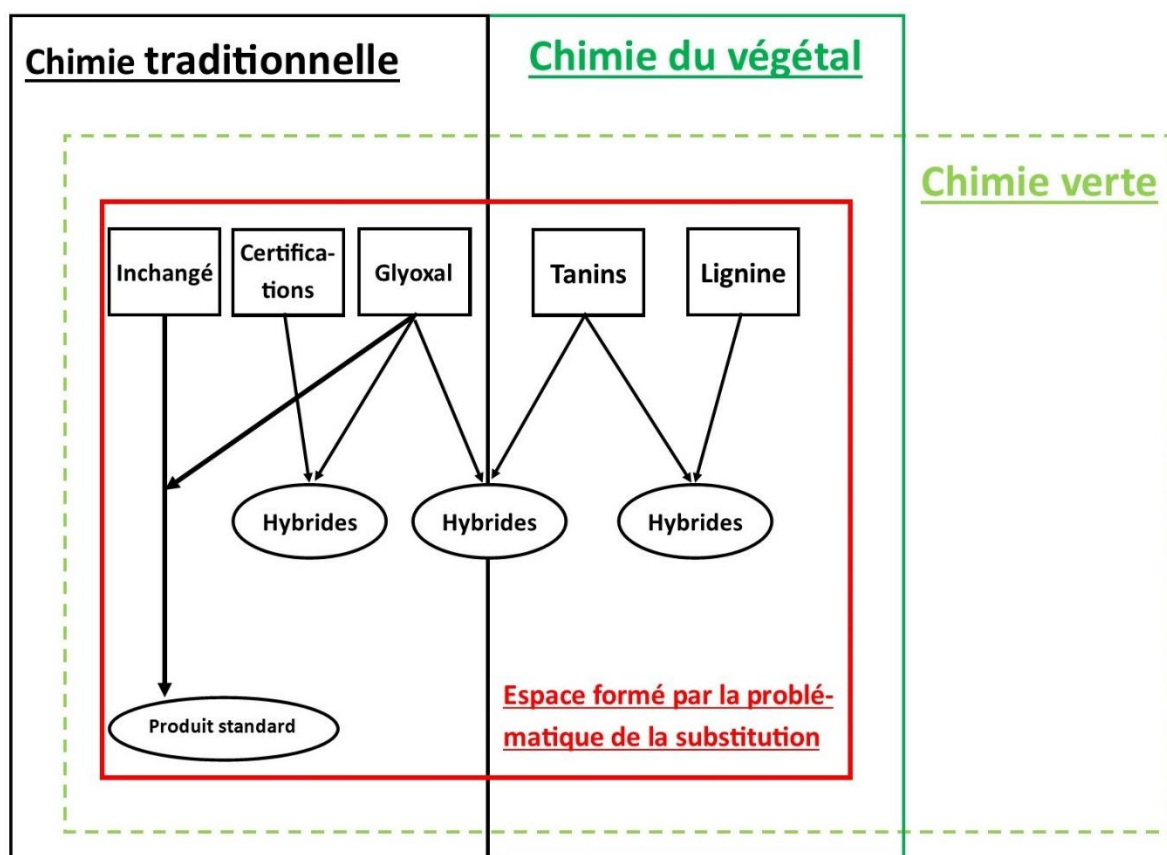 Chimie traditionnelle
Chimie du végétal
Chimie verte
Inchangé
Certifica-
tions
Glyoxal
Tanins
Lignine
Hybrides
Hybrides
Hybrides
Produit standard
Espace formé par la problé-
matique de la substitution